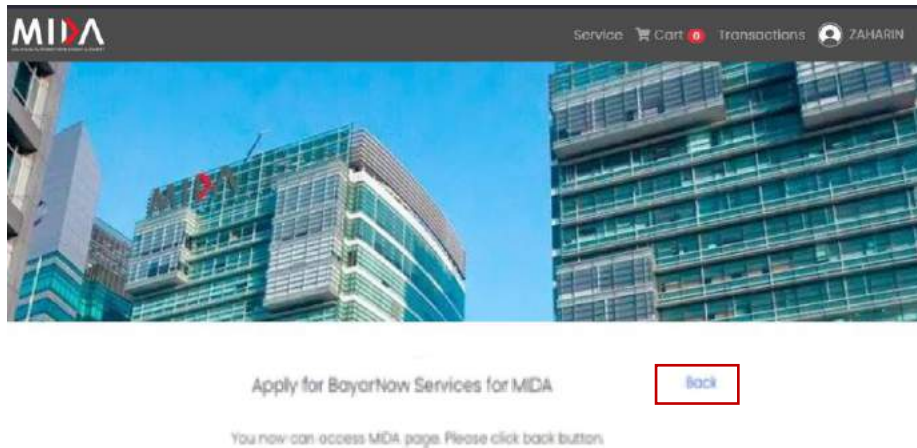 MIDA
Service Cart 0 Transactions ZAHARIN
MIDA
Apply for BayarNow Services for MIDA Back
You now can access MIDA page. Please click back button.